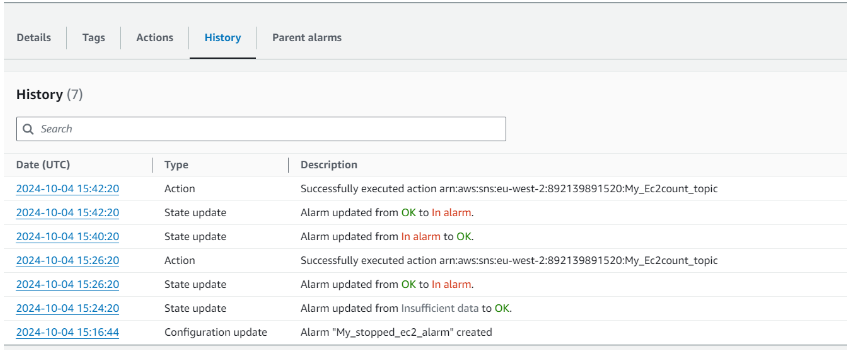 Details Tags Actions History Parent alarms
History (7)
Search
Date (UTC) Type Description
2024-10-04 15:42:20 Action Successfully executed action arn:aws:sns:eu-west-2:892139891520:My_Ec2count_topic
2024-10-04 15:42:20 State update Alarm updated from OK to In alarm.
2024-10-04 15:40:20 State update Alarm updated from In alarm to OK.
2024-10-04 15:26:20 Action Successfully executed action arn:aws:sns:eu-west-2:892139891520:My_Ec2count_topic
2024-10-04 15:26:20 State update Alarm updated from OK to In alarm.
2024-10-04 15:24:20 State update Alarm updated from Insufficient data to OK.
2024-10-04 15:16:44 Configuration update Alarm "My_stopped_ec2_alarm" created